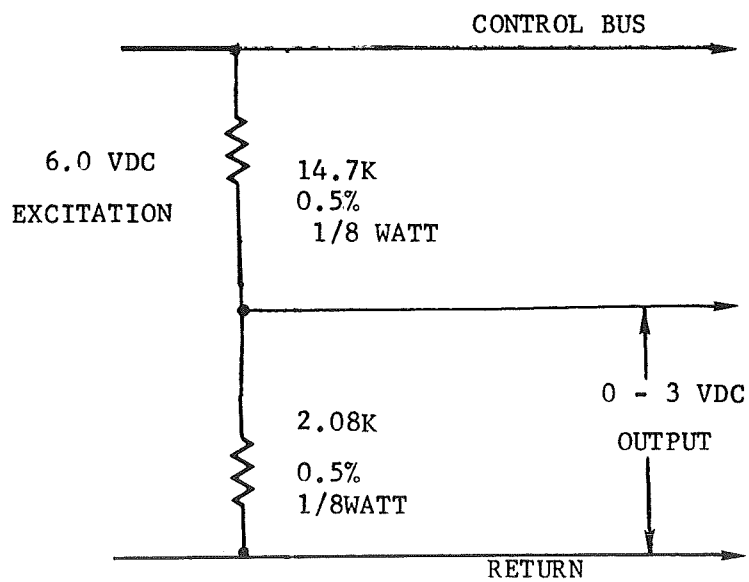 CONTROL BUS
6.0 VDC
EXCITATION
14.7K
0.5%
1/8 WATT
0 - 3 VDC
OUTPUT
2.08K
0.5%
1/8WATT
RETURN